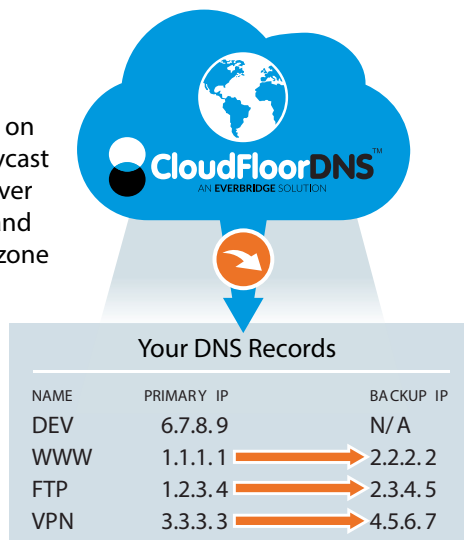 on
ycast
ver
and
zone
CloudFloorDNS™
AN EVERBRIDGE SOLUTION
Your DNS Records
NAME PRIMARY IP BACKUP IP
DEV 6.7.8.9 N/A
WWW 1.1.1.1 2.2.2.2
FTP 1.2.3.4 2.3.4.5
VPN 3.3.3.3 4.5.6.7